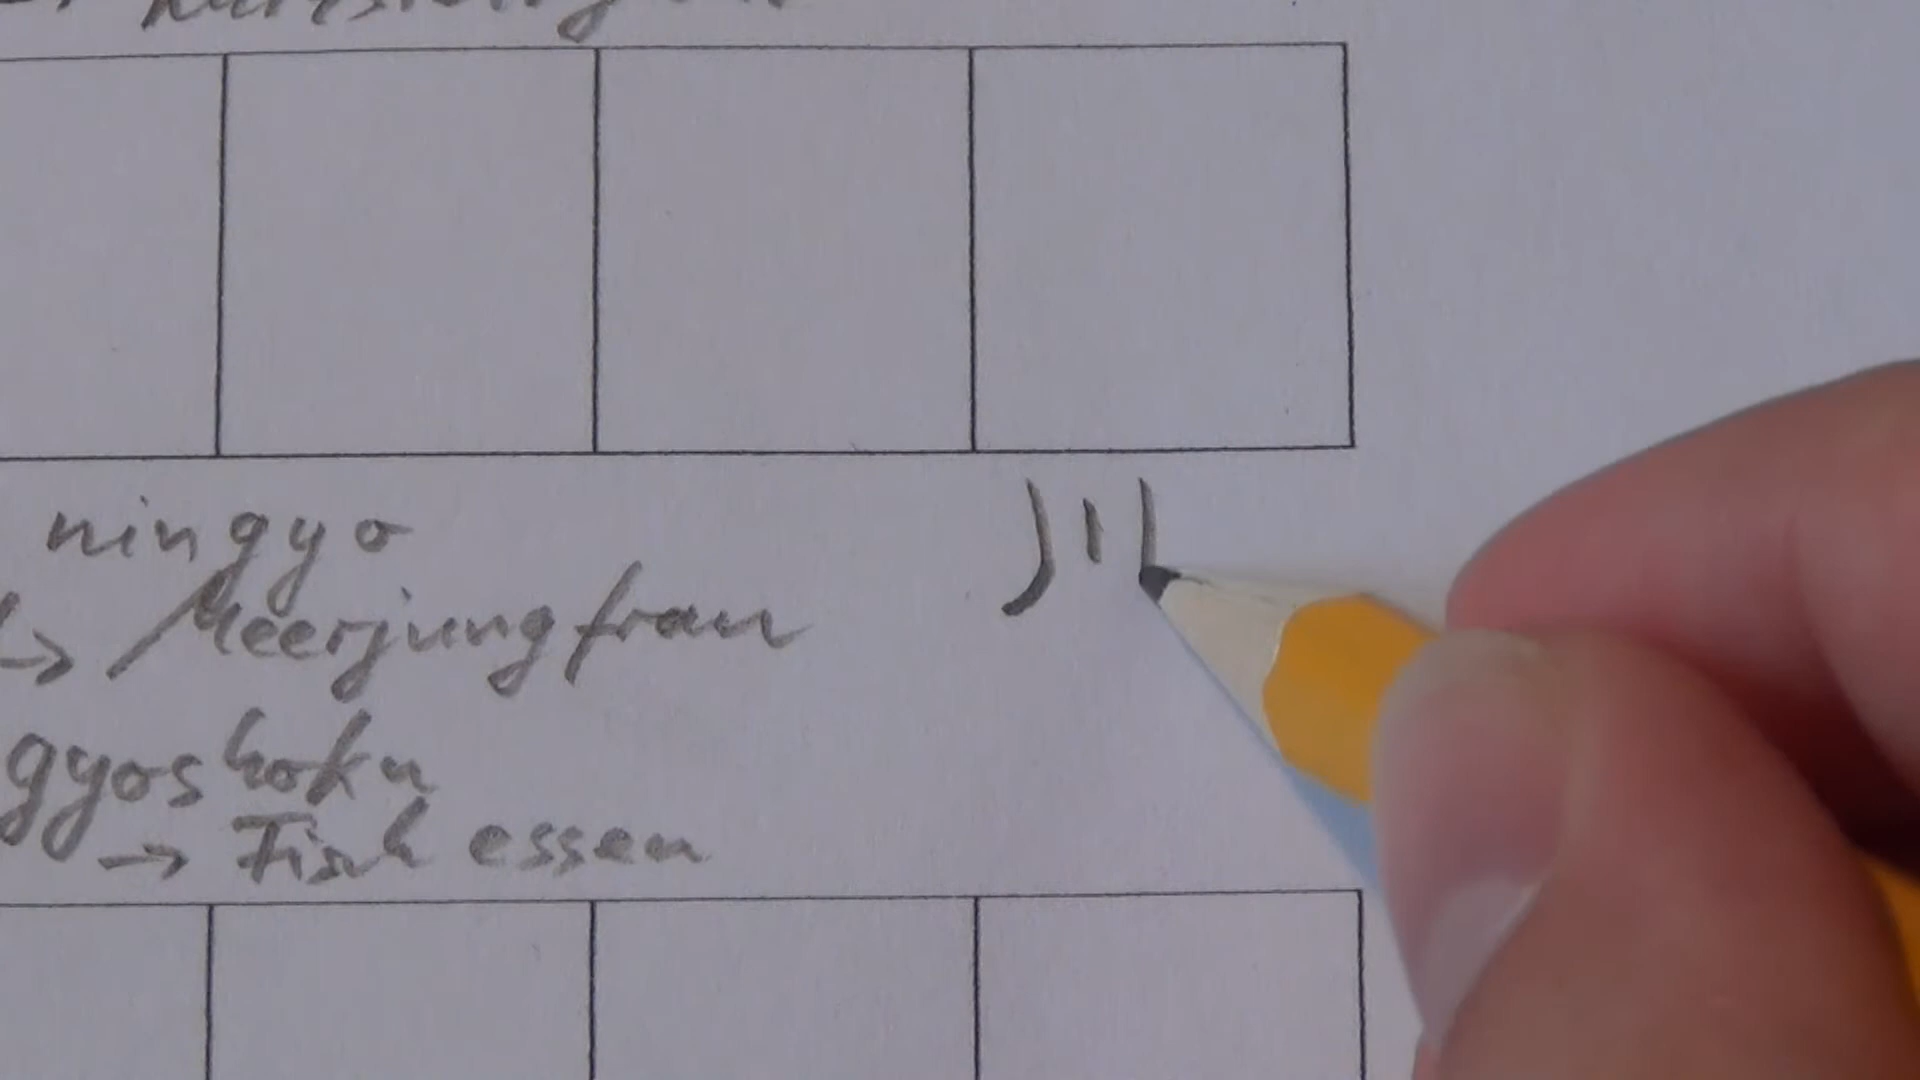 ningyo
→ Meerjungfrau
川
gyoshoku
→ Fisch essen